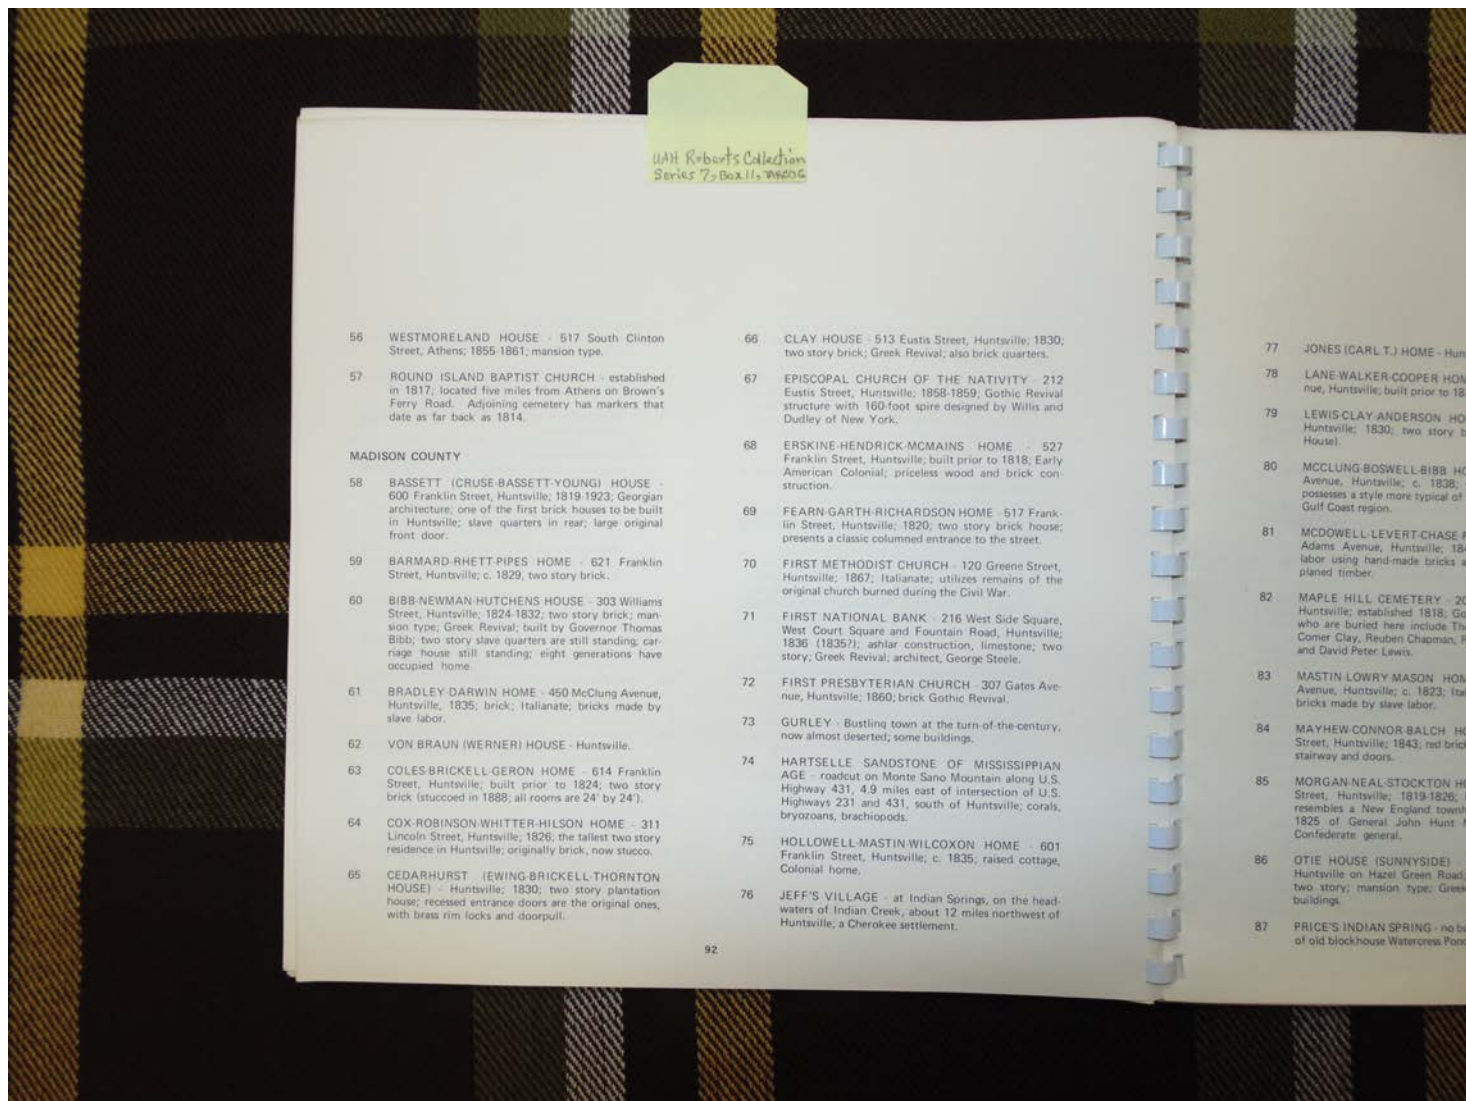 UAH Roberts Collection
Series 7, Box 11, TARCOG
56 WESTMORELAND HOUSE - 517 South Clinton
Street, Athens; 1855-1861; mansion type.
57 ROUND ISLAND BAPTIST CHURCH - established
in 1817; located five miles from Athens on Brown's
Ferry Road. Adjoining cemetery has markers that
date as far back as 1814.
MADISON COUNTY
58 BASSETT (CRUSE-BASSETT-YOUNG) HOUSE -
600 Franklin Street, Huntsville; 1819-1923; Georgian
architecture; one of the first brick houses to be built
in Huntsville; slave quarters in rear; large original
front door.
59 BARMARD-RHETT-PIPES HOME - 621 Franklin
Street, Huntsville; c. 1829, two story brick.
60 BIBB-NEWMAN-HUTCHENS HOUSE - 303 Williams
Street, Huntsville; 1824-1832; two story brick; man-
sion type; Greek Revival; built by Governor Thomas
Bibb; two story slave quarters are still standing; car-
riage house still standing; eight generations have
occupied home.
61 BRADLEY-DARWIN HOME - 450 McClung Avenue,
Huntsville, 1835; brick; Italianate; bricks made by
slave labor.
62 VON BRAUN (WERNER) HOUSE - Huntsville.
63 COLES-BRICKELL-GERON HOME - 614 Franklin
Street, Huntsville; built prior to 1824; two story
brick (stuccoed in 1888; all rooms are 24' by 24').
64 COX-ROBINSON-WHITTER-HILSON HOME - 311
Lincoln Street, Huntsville; 1826; the tallest two story
residence in Huntsville; originally brick, now stucco.
65 CEDARHURST (EWING-BRICKELL-THORNTON
HOUSE) - Huntsville; 1830; two story plantation
house; recessed entrance doors are the original ones,
with brass rim locks and doorpull.
66 CLAY HOUSE - 513 Eustis Street, Huntsville; 1830;
two story brick; Greek Revival; also brick quarters.
67 EPISCOPAL CHURCH OF THE NATIVITY - 212
Eustis Street, Huntsville; 1858-1859; Gothic Revival
structure with 160-foot spire designed by Willis and
Dudley of New York.
68 ERSKINE-HENDRICK-MCMAINS HOME - 527
Franklin Street, Huntsville; built prior to 1818; Early
American Colonial; priceless wood and brick con-
struction.
69 FEARN-GARTH-RICHARDSON HOME - 517 Frank-
lin Street, Huntsville; 1820; two story brick house;
presents a classic columned entrance to the street.
70 FIRST METHODIST CHURCH - 120 Greene Street,
Huntsville; 1867; Italianate; utilizes remains of the
original church burned during the Civil War.
71 FIRST NATIONAL BANK - 216 West Side Square,
West Court Square and Fountain Road, Huntsville;
1836 (1835?); ashlar construction, limestone; two
story; Greek Revival; architect, George Steele.
72 FIRST PRESBYTERIAN CHURCH - 307 Gates Ave-
nue, Huntsville; 1860; brick Gothic Revival.
73 GURLEY - Bustling town at the turn-of-the-century,
now almost deserted; some buildings.
74 HARTSELLE SANDSTONE OF MISSISSIPPIAN
AGE - roadcut on Monte Sano Mountain along U.S.
Highway 431, 4.9 miles east of intersection of U.S.
Highways 231 and 431, south of Huntsville; corals,
bryozoans, brachiopods.
75 HOLLOWELL-MASTIN-WILCOXON HOME - 601
Franklin Street, Huntsville; c. 1835; raised cottage,
Colonial home.
76 JEFF'S VILLAGE - at Indian Springs, on the head-
waters of Indian Creek, about 12 miles northwest of
Huntsville; a Cherokee settlement.
92
77 JONES (CARL T.) HOME - Hun
78 LANE-WALKER-COOPER HOM
nue, Huntsville; built prior to 18
79 LEWIS-CLAY-ANDERSON HO
Huntsville; 1830; two story b
House).
80 MCCLUNG-BOSWELL-BIBB HO
Avenue, Huntsville; c. 1838;
possesses a style more typical of
Gulf Coast region.
81 MCDOWELL-LEVERT-CHASE-
Adams Avenue, Huntsville; 184
labor using hand-made bricks a
planed timber.
82 MAPLE HILL CEMETERY - 20
Huntsville; established 1818; Go
who are buried here include Th
Comer Clay, Reuben Chapman, R
and David Peter Lewis.
83 MASTIN-LOWRY-MASON HOM
Avenue, Huntsville; c. 1823; Ita
bricks made by slave labor.
84 MAYHEW-CONNOR-BALCH HO
Street, Huntsville; 1843; red brick
stairway and doors.
85 MORGAN-NEAL-STOCKTON H
Street, Huntsville; 1819-1826;
resembles a New England townh
1825 of General John Hunt M
Confederate general.
86 OTIE HOUSE (SUNNYSIDE) -
Huntsville on Hazel Green Road;
two story; mansion type; Greek
buildings.
87 PRICE'S INDIAN SPRING - no bu
of old blockhouse Watercress Pond